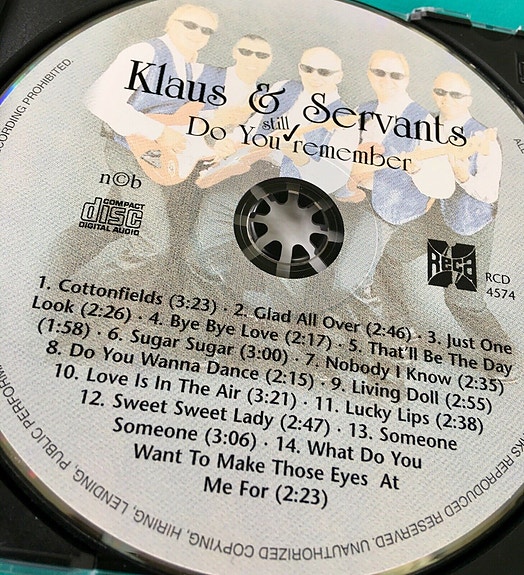 Klaus & Servants
still
Do You ✓ remember
n©b
COMPACT
disc
DIGITAL AUDIO
Reca
RCD
4574
1. Cottonfields (3:23) · 2. Glad All Over (2:46) · 3. Just One
Look (2:26) · 4. Bye Bye Love (2:17) · 5. That'll Be The Day
(1:58) · 6. Sugar Sugar (3:00) · 7. Nobody I Know (2:35)
8. Do You Wanna Dance (2:15) · 9. Living Doll (2:55)
10. Love Is In The Air (3:21) · 11. Lucky Lips (2:38)
12. Sweet Sweet Lady (2:47) · 13. Someone
Someone (3:06) · 14. What Do You
Want To Make Those Eyes At
Me For (2:23)
RKS REPRODUCED RESERVED. UNAUTHORIZED COPYING, HIRING, LENDING, PUBLIC PERFORM
CORDING PROHIBITED.